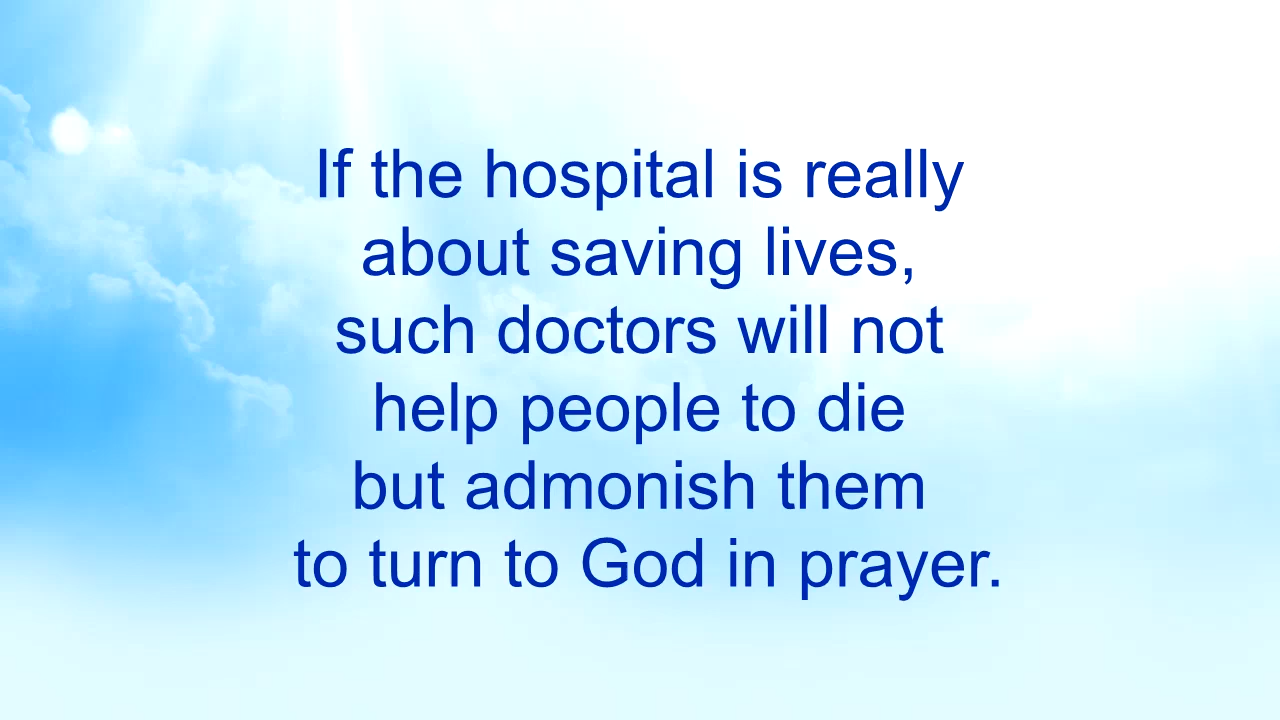 If the hospital is really
about saving lives,
such doctors will not
help people to die
but admonish them
to turn to God in prayer.